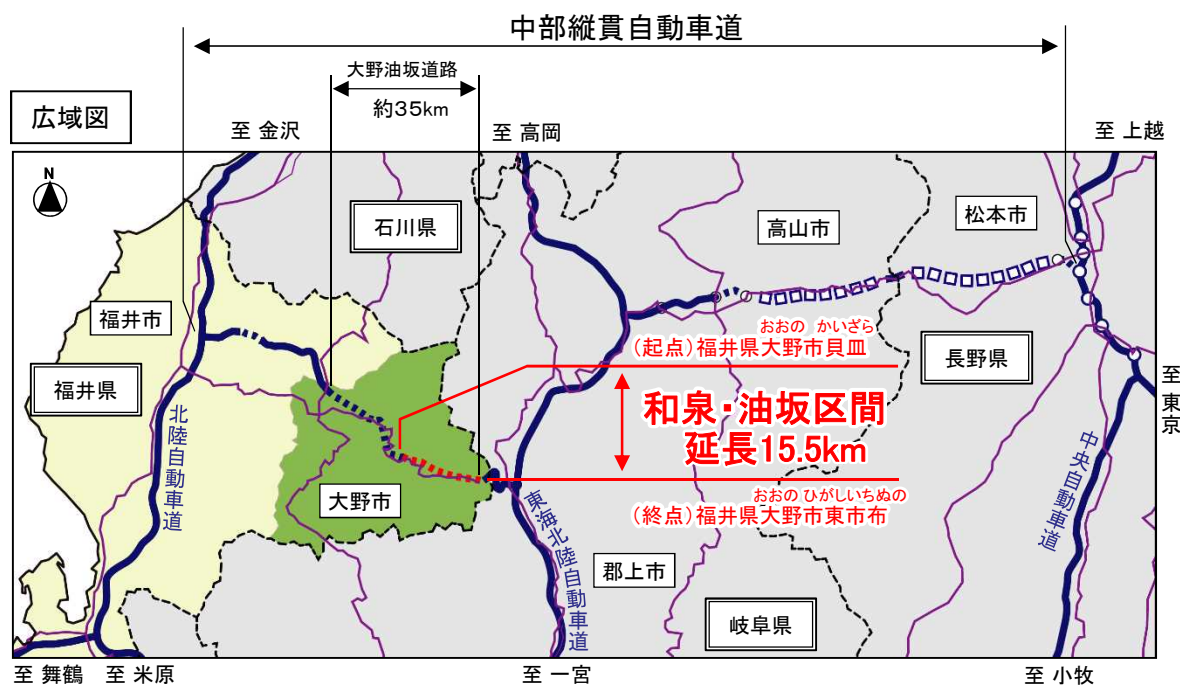 中部縦貫自動車道
大野油坂道路
約35km
広域図
至 金沢
至 高岡
至 上越
N
石川県
高山市
松本市
福井市
おおの かいざら
(起点)福井県大野市貝皿
長野県
福井県
至 東京
和泉・油坂区間
延長15.5km
北陸自動車道
大野市
おおの ひがしいちぬの
(終点)福井県大野市東市布
中央自動車道
東海北陸自動車道
郡上市
岐阜県
至 舞鶴
至 米原
至 一宮
至 小牧